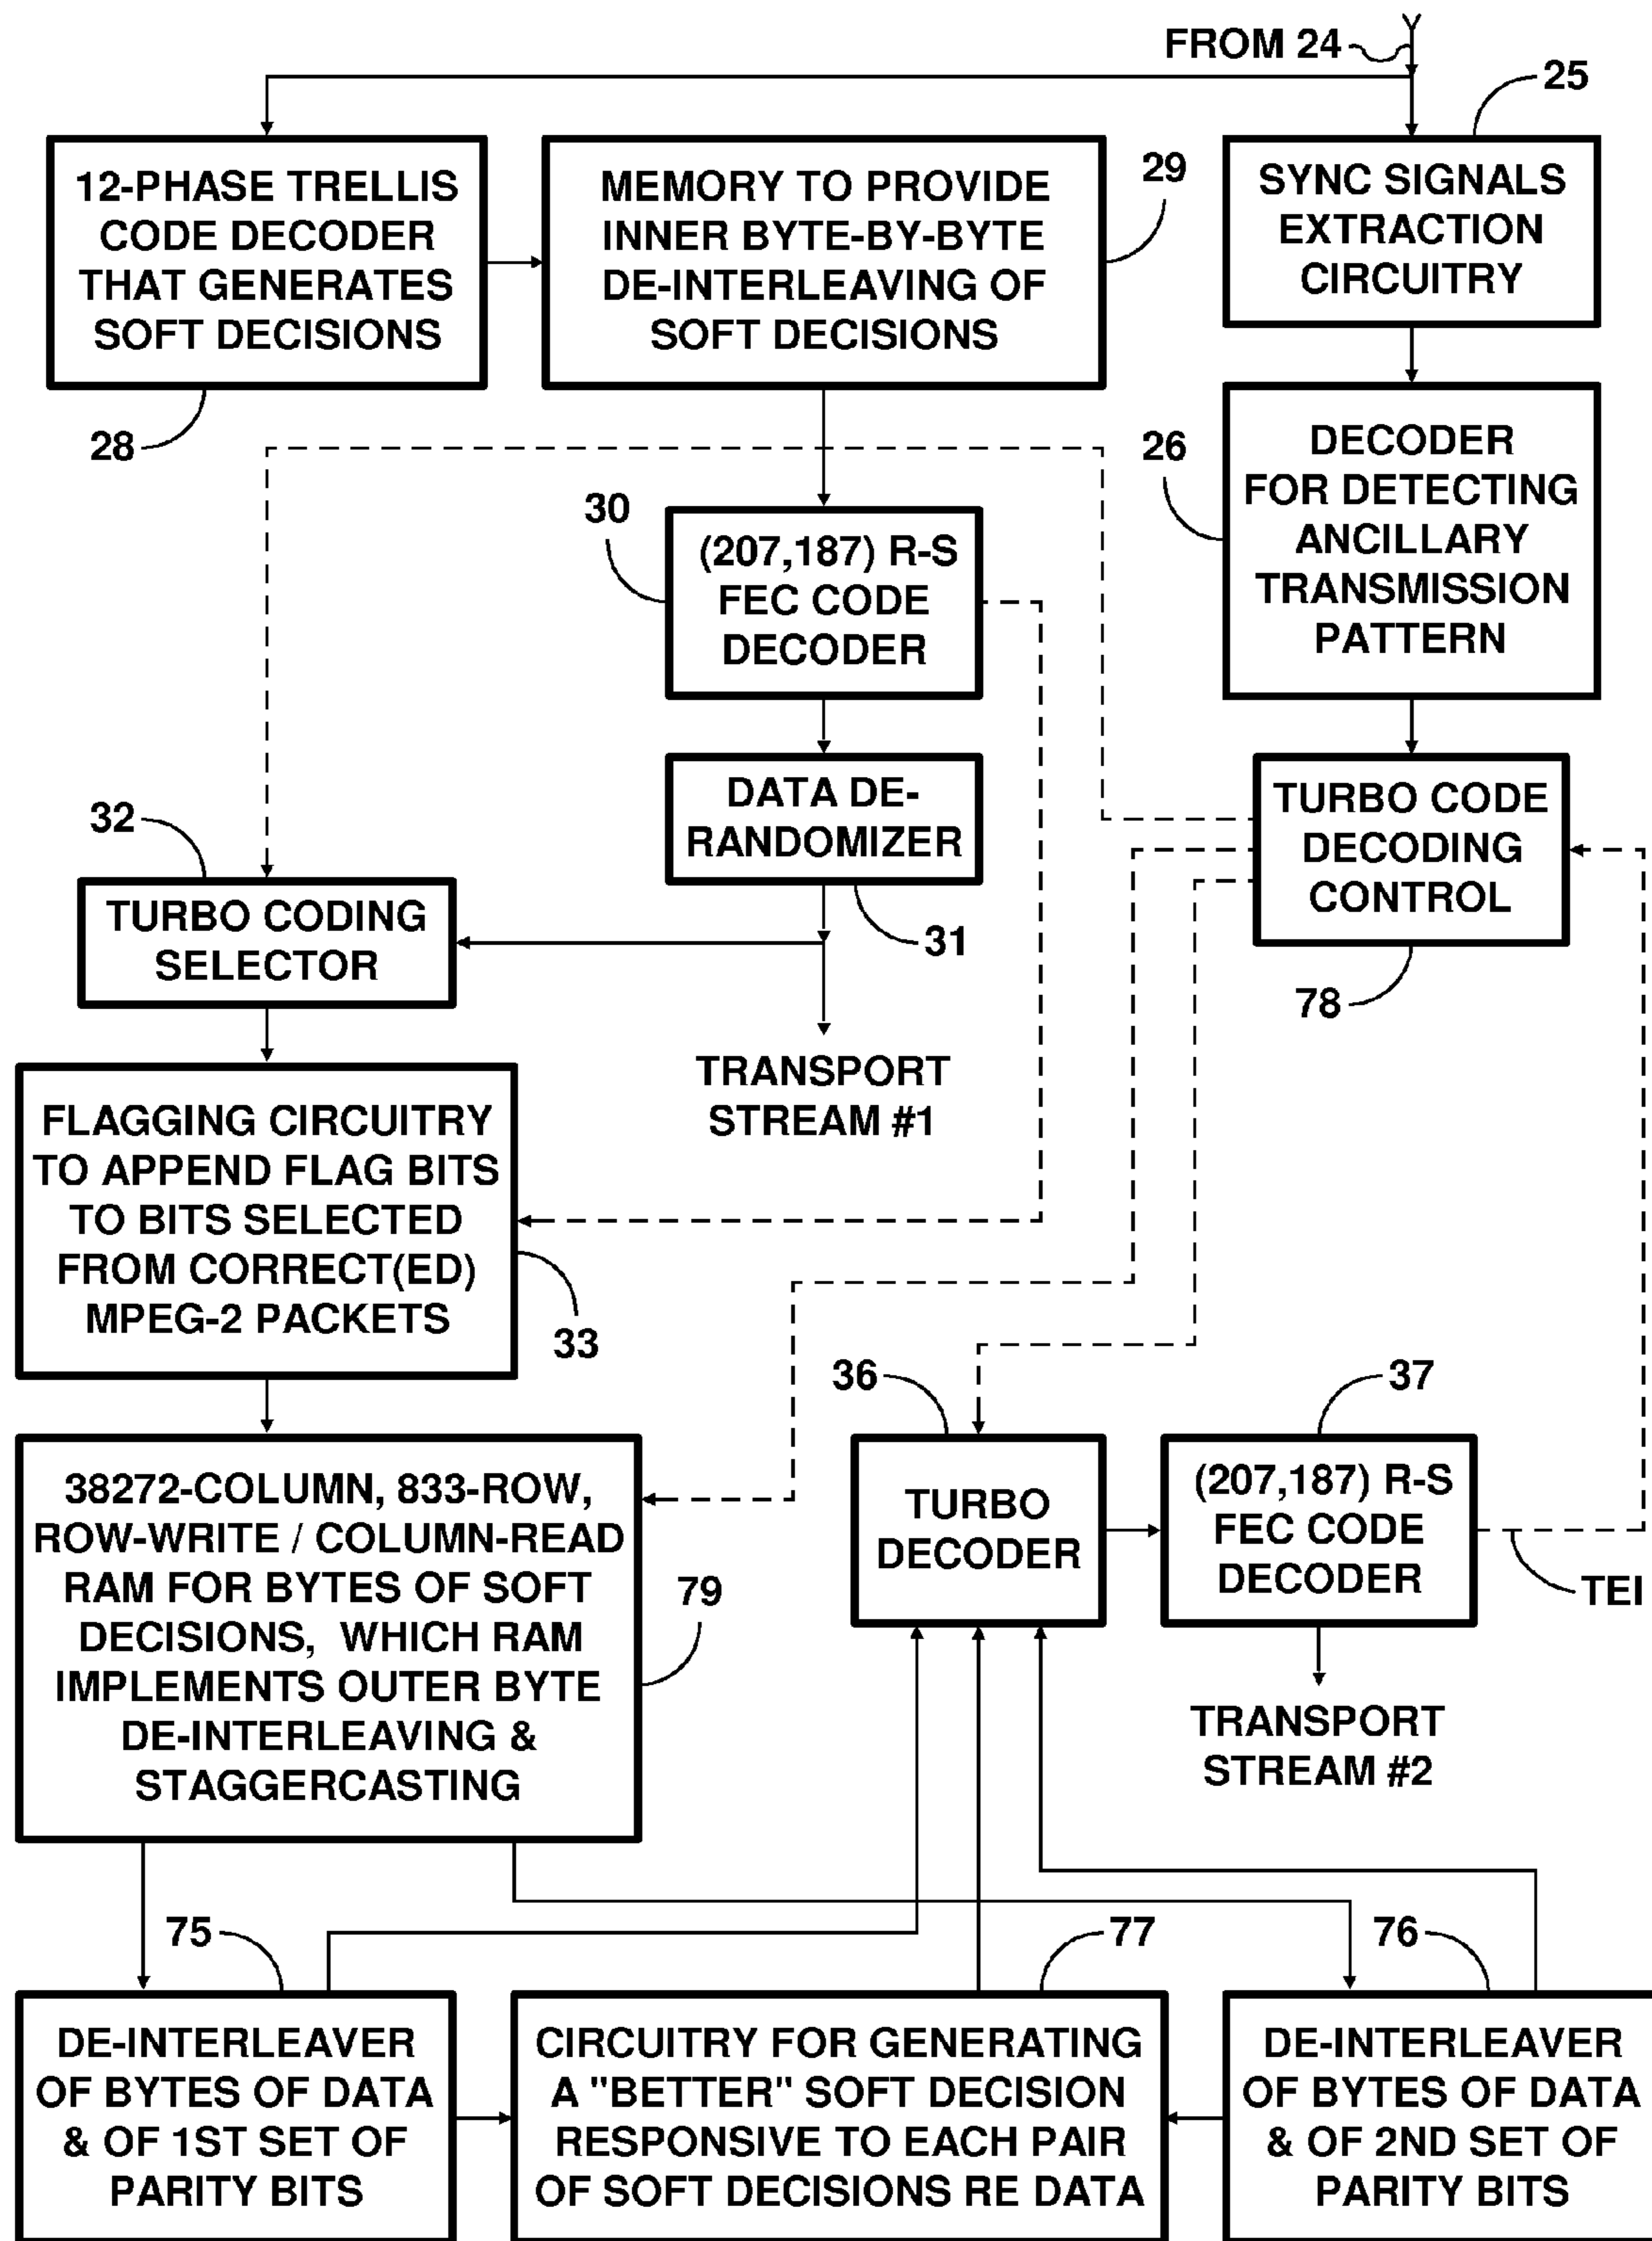 FROM 24
25
12-PHASE TRELLIS
CODE DECODER
THAT GENERATES
SOFT DECISIONS
MEMORY TO PROVIDE
INNER BYTE-BY-BYTE
DE-INTERLEAVING OF
SOFT DECISIONS
29
SYNC SIGNALS
EXTRACTION
CIRCUITRY
28
30
(207,187) R-S
FEC CODE
DECODER
26
DECODER
FOR DETECTING
ANCILLARY
TRANSMISSION
PATTERN
32
DATA DE-
RANDOMIZER
31
TURBO CODE
DECODING
CONTROL
78
TURBO CODING
SELECTOR
TRANSPORT
STREAM #1
FLAGGING CIRCUITRY
TO APPEND FLAG BITS
TO BITS SELECTED
FROM CORRECT(ED)
MPEG-2 PACKETS
33
36
37
38272-COLUMN, 833-ROW,
ROW-WRITE / COLUMN-READ
RAM FOR BYTES OF SOFT
DECISIONS, WHICH RAM
IMPLEMENTS OUTER BYTE
DE-INTERLEAVING &
STAGGERCASTING
79
TURBO
DECODER
(207,187) R-S
FEC CODE
DECODER
TEI
TRANSPORT
STREAM #2
75
77
76
DE-INTERLEAVER
OF BYTES OF DATA
& OF 1ST SET OF
PARITY BITS
CIRCUITRY FOR GENERATING
A "BETTER" SOFT DECISION
RESPONSIVE TO EACH PAIR
OF SOFT DECISIONS RE DATA
DE-INTERLEAVER
OF BYTES OF DATA
& OF 2ND SET OF
PARITY BITS